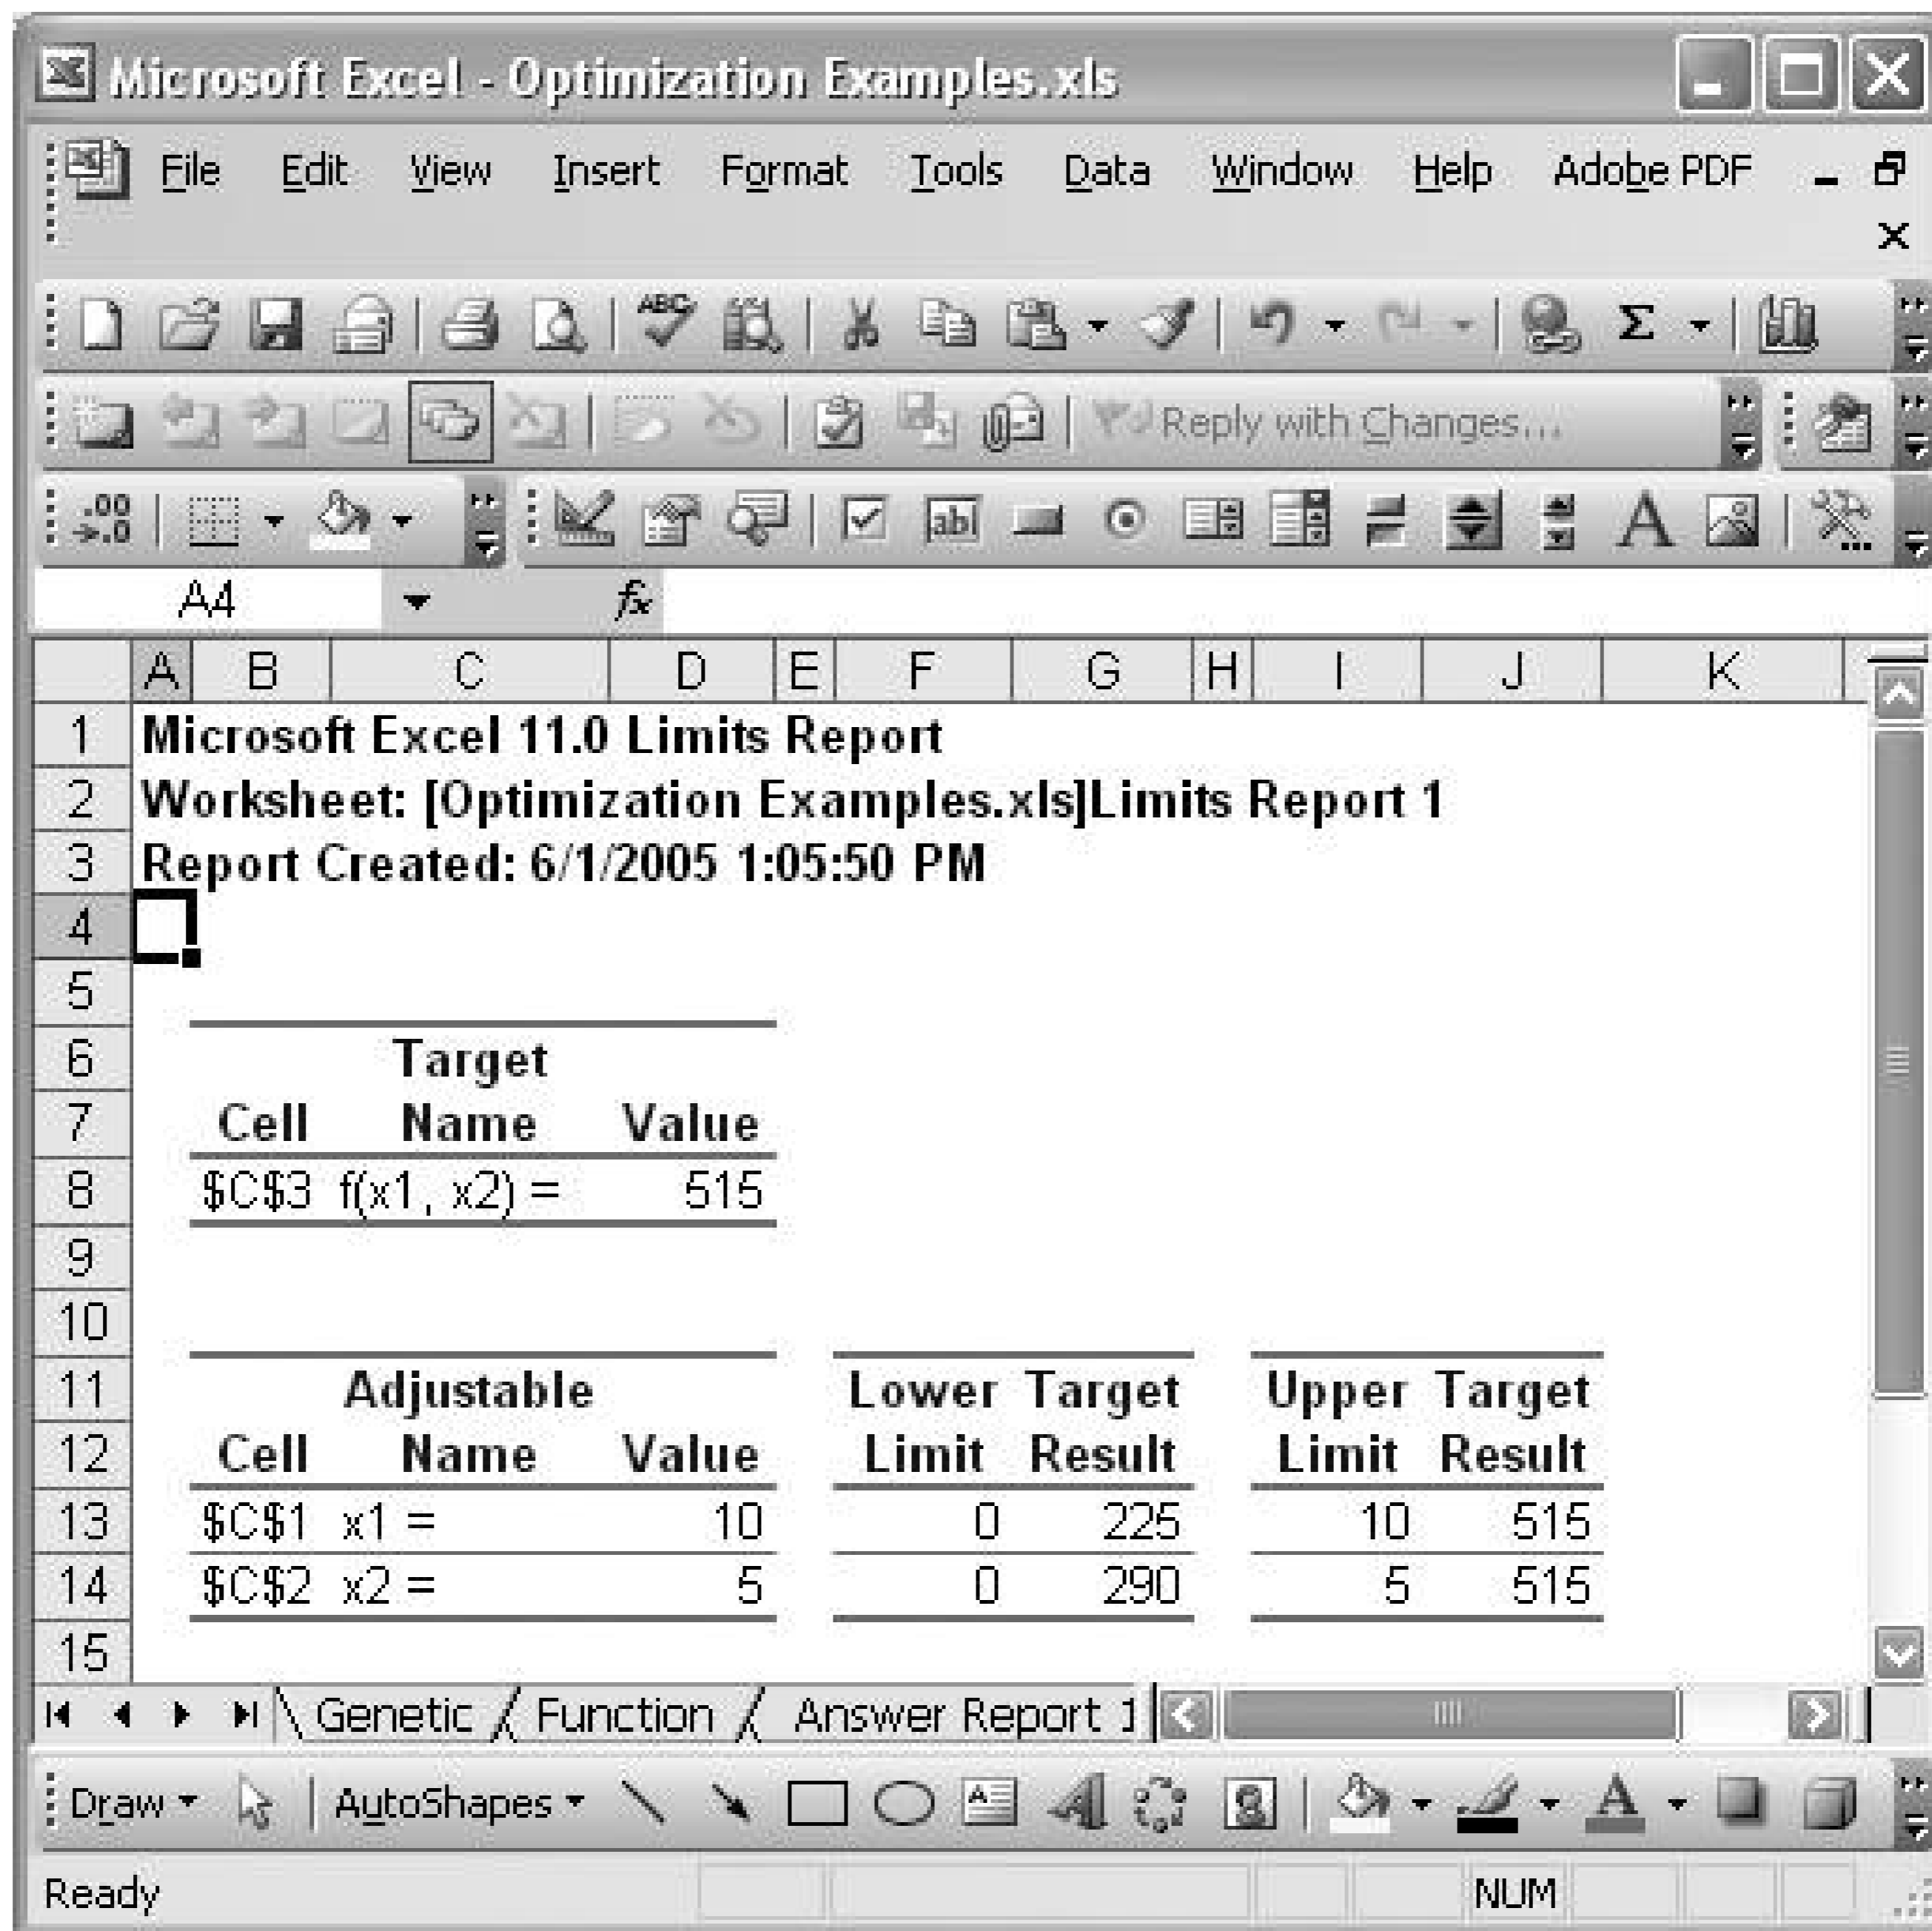 Microsoft Excel - Optimization Examples.xls
File Edit View Insert Format Tools Data Window Help Adobe PDF
ABC Σ
Reply with Changes...
.00 →.0 abl A
A4 fx
A B C D E F G H I J K
1 Microsoft Excel 11.0 Limits Report
2 Worksheet: [Optimization Examples.xls]Limits Report 1
3 Report Created: 6/1/2005 1:05:50 PM
4
5
6 Target
7 Cell Name Value
8 $C$3 f(x1, x2) = 515
9
10
11 Adjustable Lower Target Upper Target
12 Cell Name Value Limit Result Limit Result
13 $C$1 x1 = 10 0 225 10 515
14 $C$2 x2 = 5 0 290 5 515
15
Genetic Function Answer Report 1
Draw AutoShapes A A A
Ready NUM